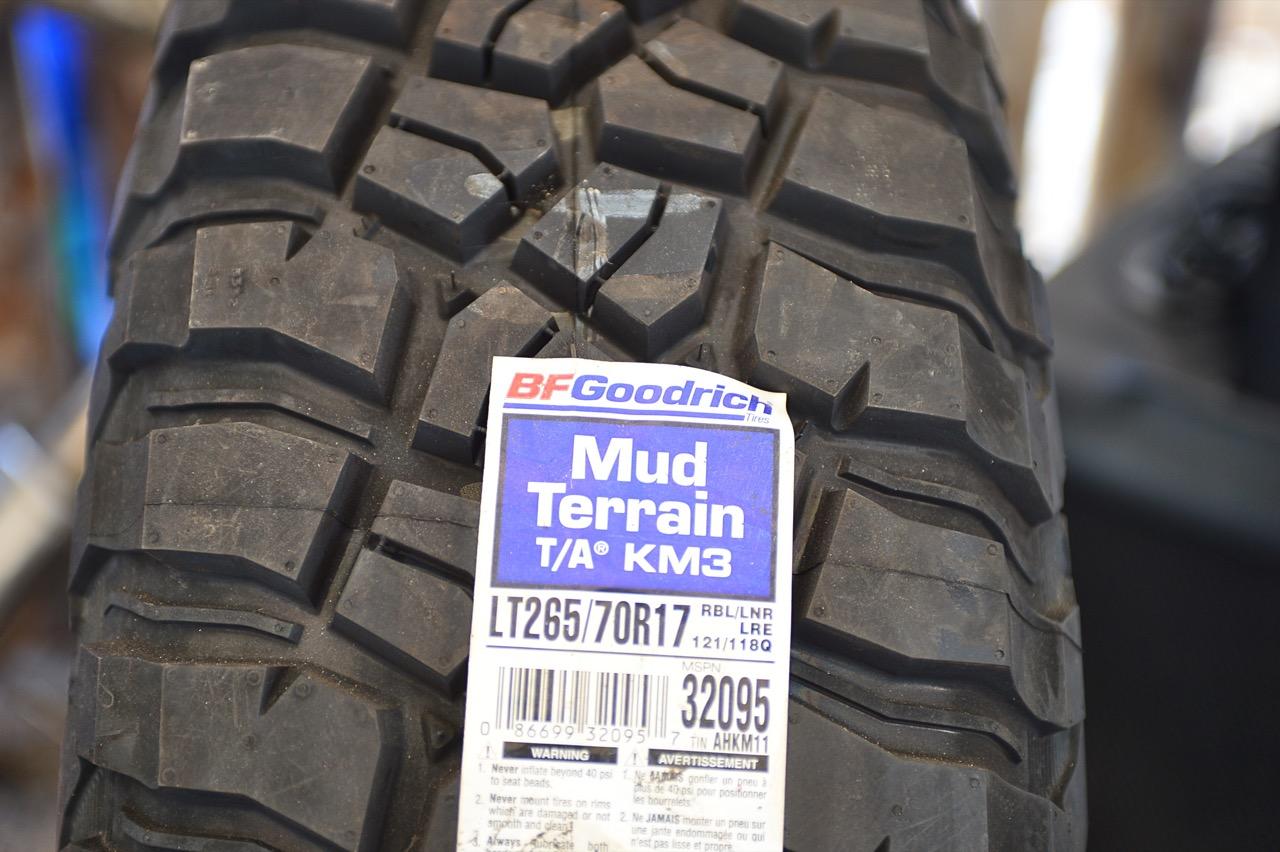 BFGoodrich
Tires
Mud
Terrain
T/A® KM3
LT265/70R17 RBL/LNR
LRE
121/118Q
MSPN
32095
0 86699 32095 7 TIN AHKM11
! WARNING ! AVERTISSEMENT
1. Never inflate beyond 40 psi
to seat beads.
2. Never mount tires on rims
which are damaged or not
smooth and clean.
3. Always lubricate both
1. Ne JAMAIS gonfler un pneu à
plus de 40 psi pour positionner
les bourrelets.
2. Ne JAMAIS monter un pneu sur
une jante endommagée ou qui
n'est pas lisse et propre.